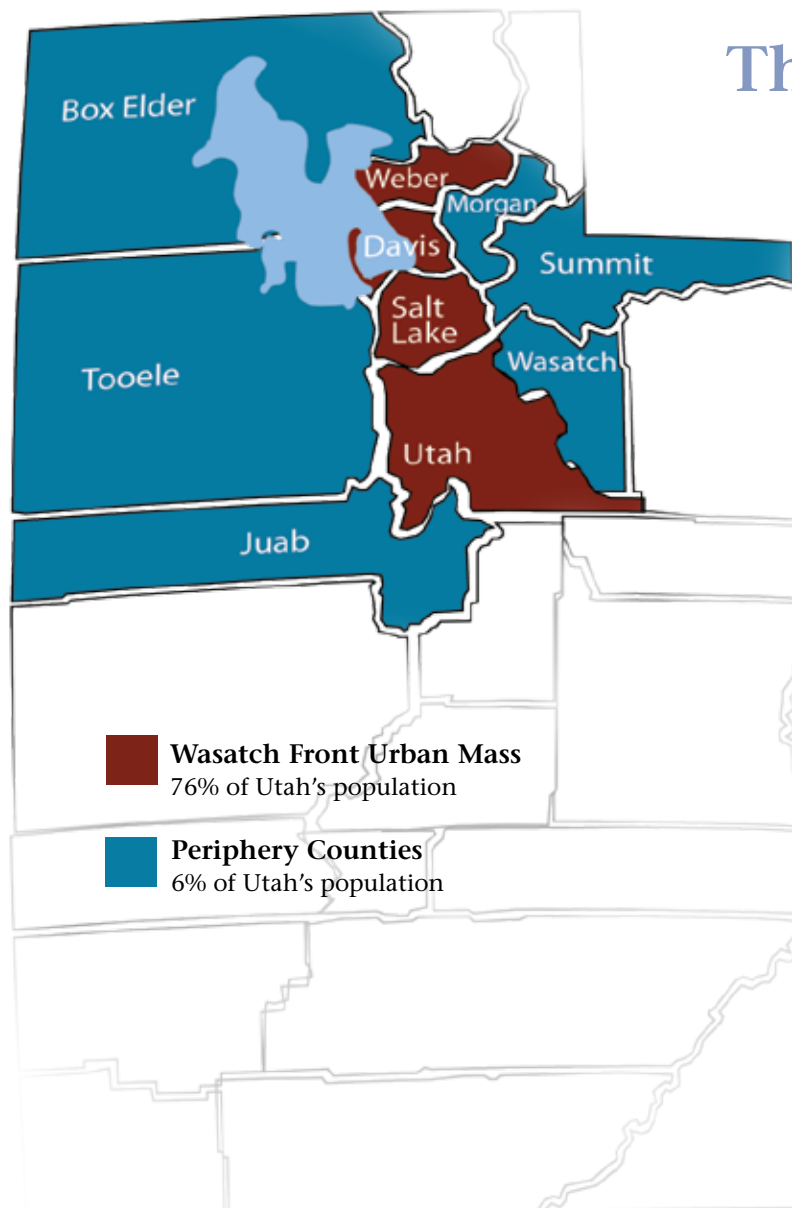 Th
Box Elder
Weber
Morgan
Davis
Summit
Salt
Lake
Wasatch
Tooele
Utah
Juab
Wasatch Front Urban Mass
76% of Utah's population
Periphery Counties
6% of Utah's population